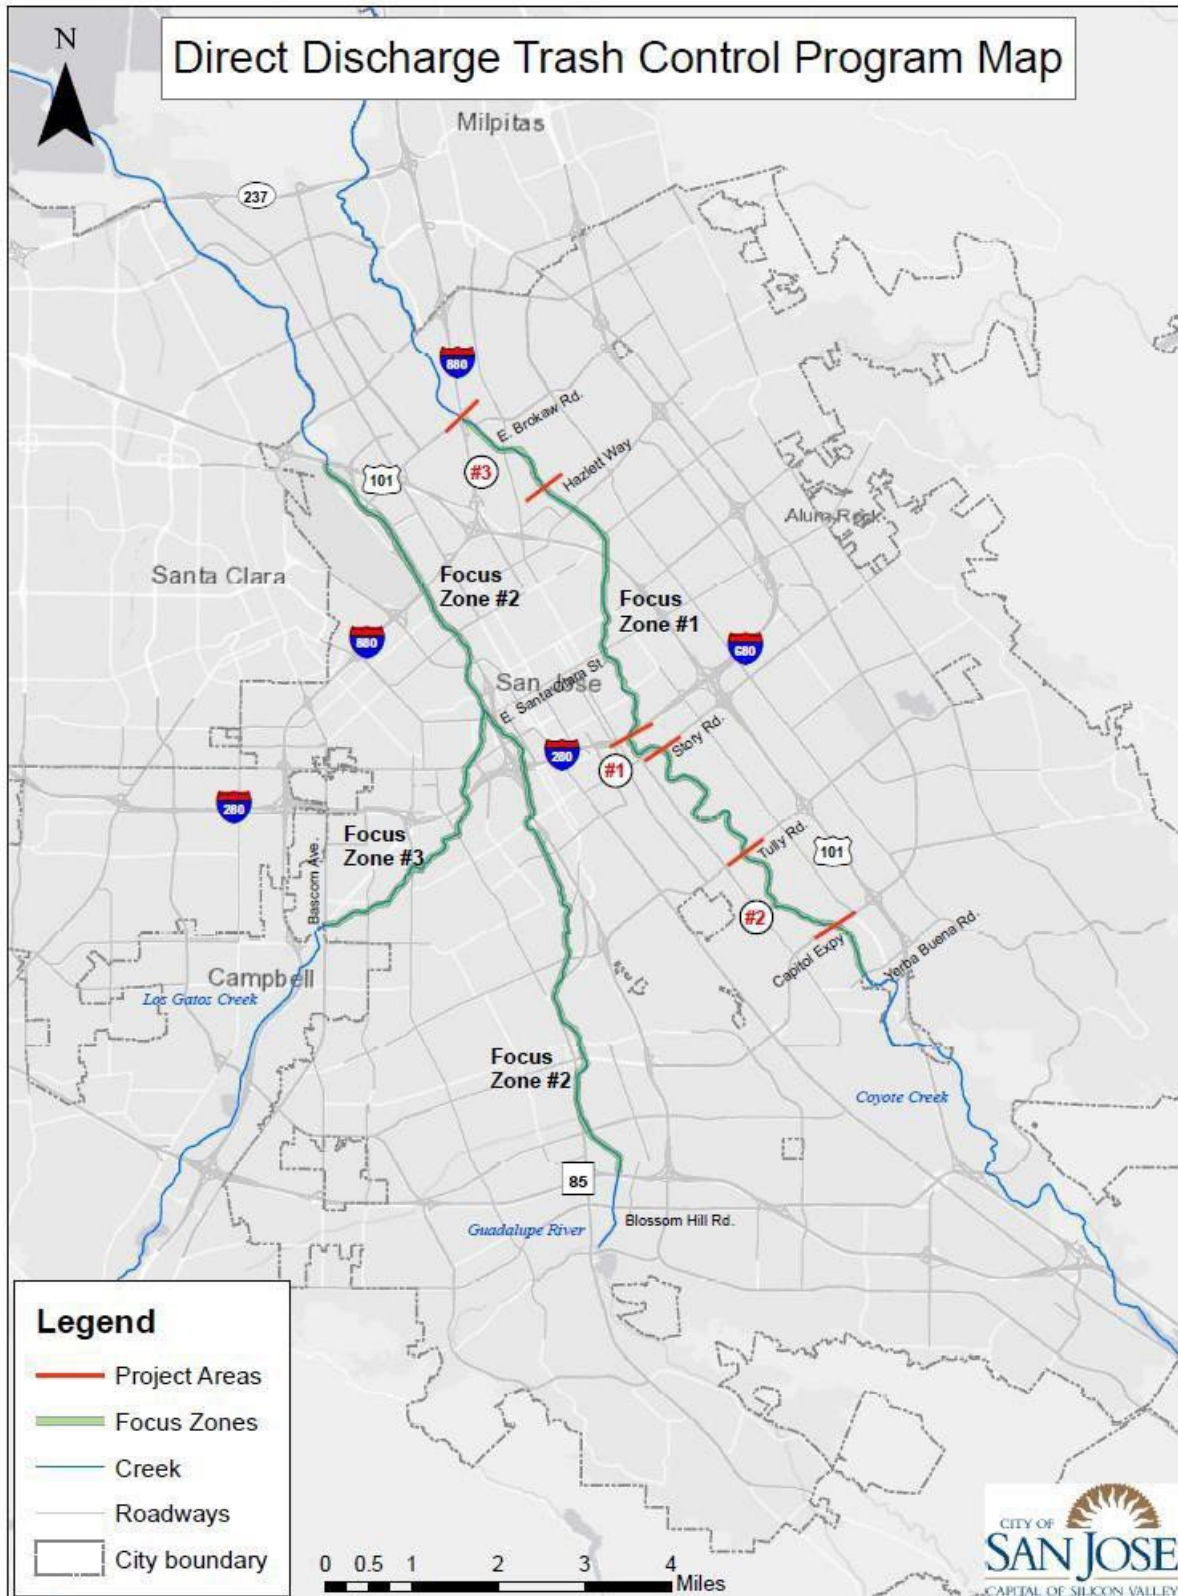 Direct Discharge Trash Control Program Map
N
Milpitas
237
880
E. Brokaw Rd.
#3
Hazlett Way
101
Alum Rock
Santa Clara
Focus
Zone #2
Focus
Zone #1
880
680
San Jose
E. Santa Clara St.
Story Rd.
280
#1
280
Focus
Zone #3
Bascom Ave.
Tully Rd.
101
#2
Capitol Expy
Yerba Buena Rd.
Campbell
Los Gatos Creek
Focus
Zone #2
Coyote Creek
85
Guadalupe River
Blossom Hill Rd.
Legend
Project Areas
Focus Zones
Creek
Roadways
City boundary
0 0.5 1 2 3 4
Miles
CITY OF
SAN JOSE
CAPITAL OF SILICON VALLEY